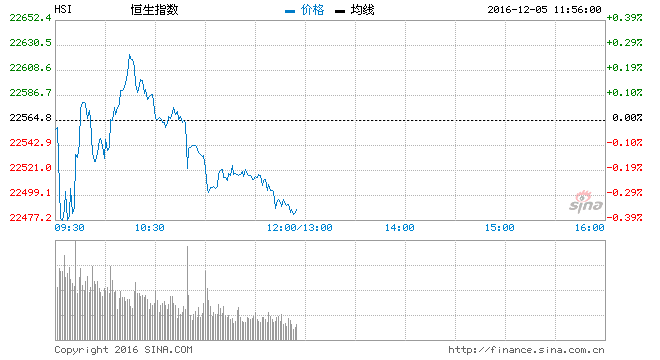 HSI 恒生指数 价格 均线 2016-12-05 11:56:00
22652.4 +0.39%
22630.5 +0.29%
22608.6 +0.19%
22586.7 +0.10%
22564.8 0.00%
22542.9 -0.10%
22521.0 -0.19%
22499.1 -0.29%
sina
22477.2 -0.39%
09:30 10:30 12:00/13:00 14:00 15:00 16:00
Copyright 2016 SINA.COM http://finance.sina.com.cn